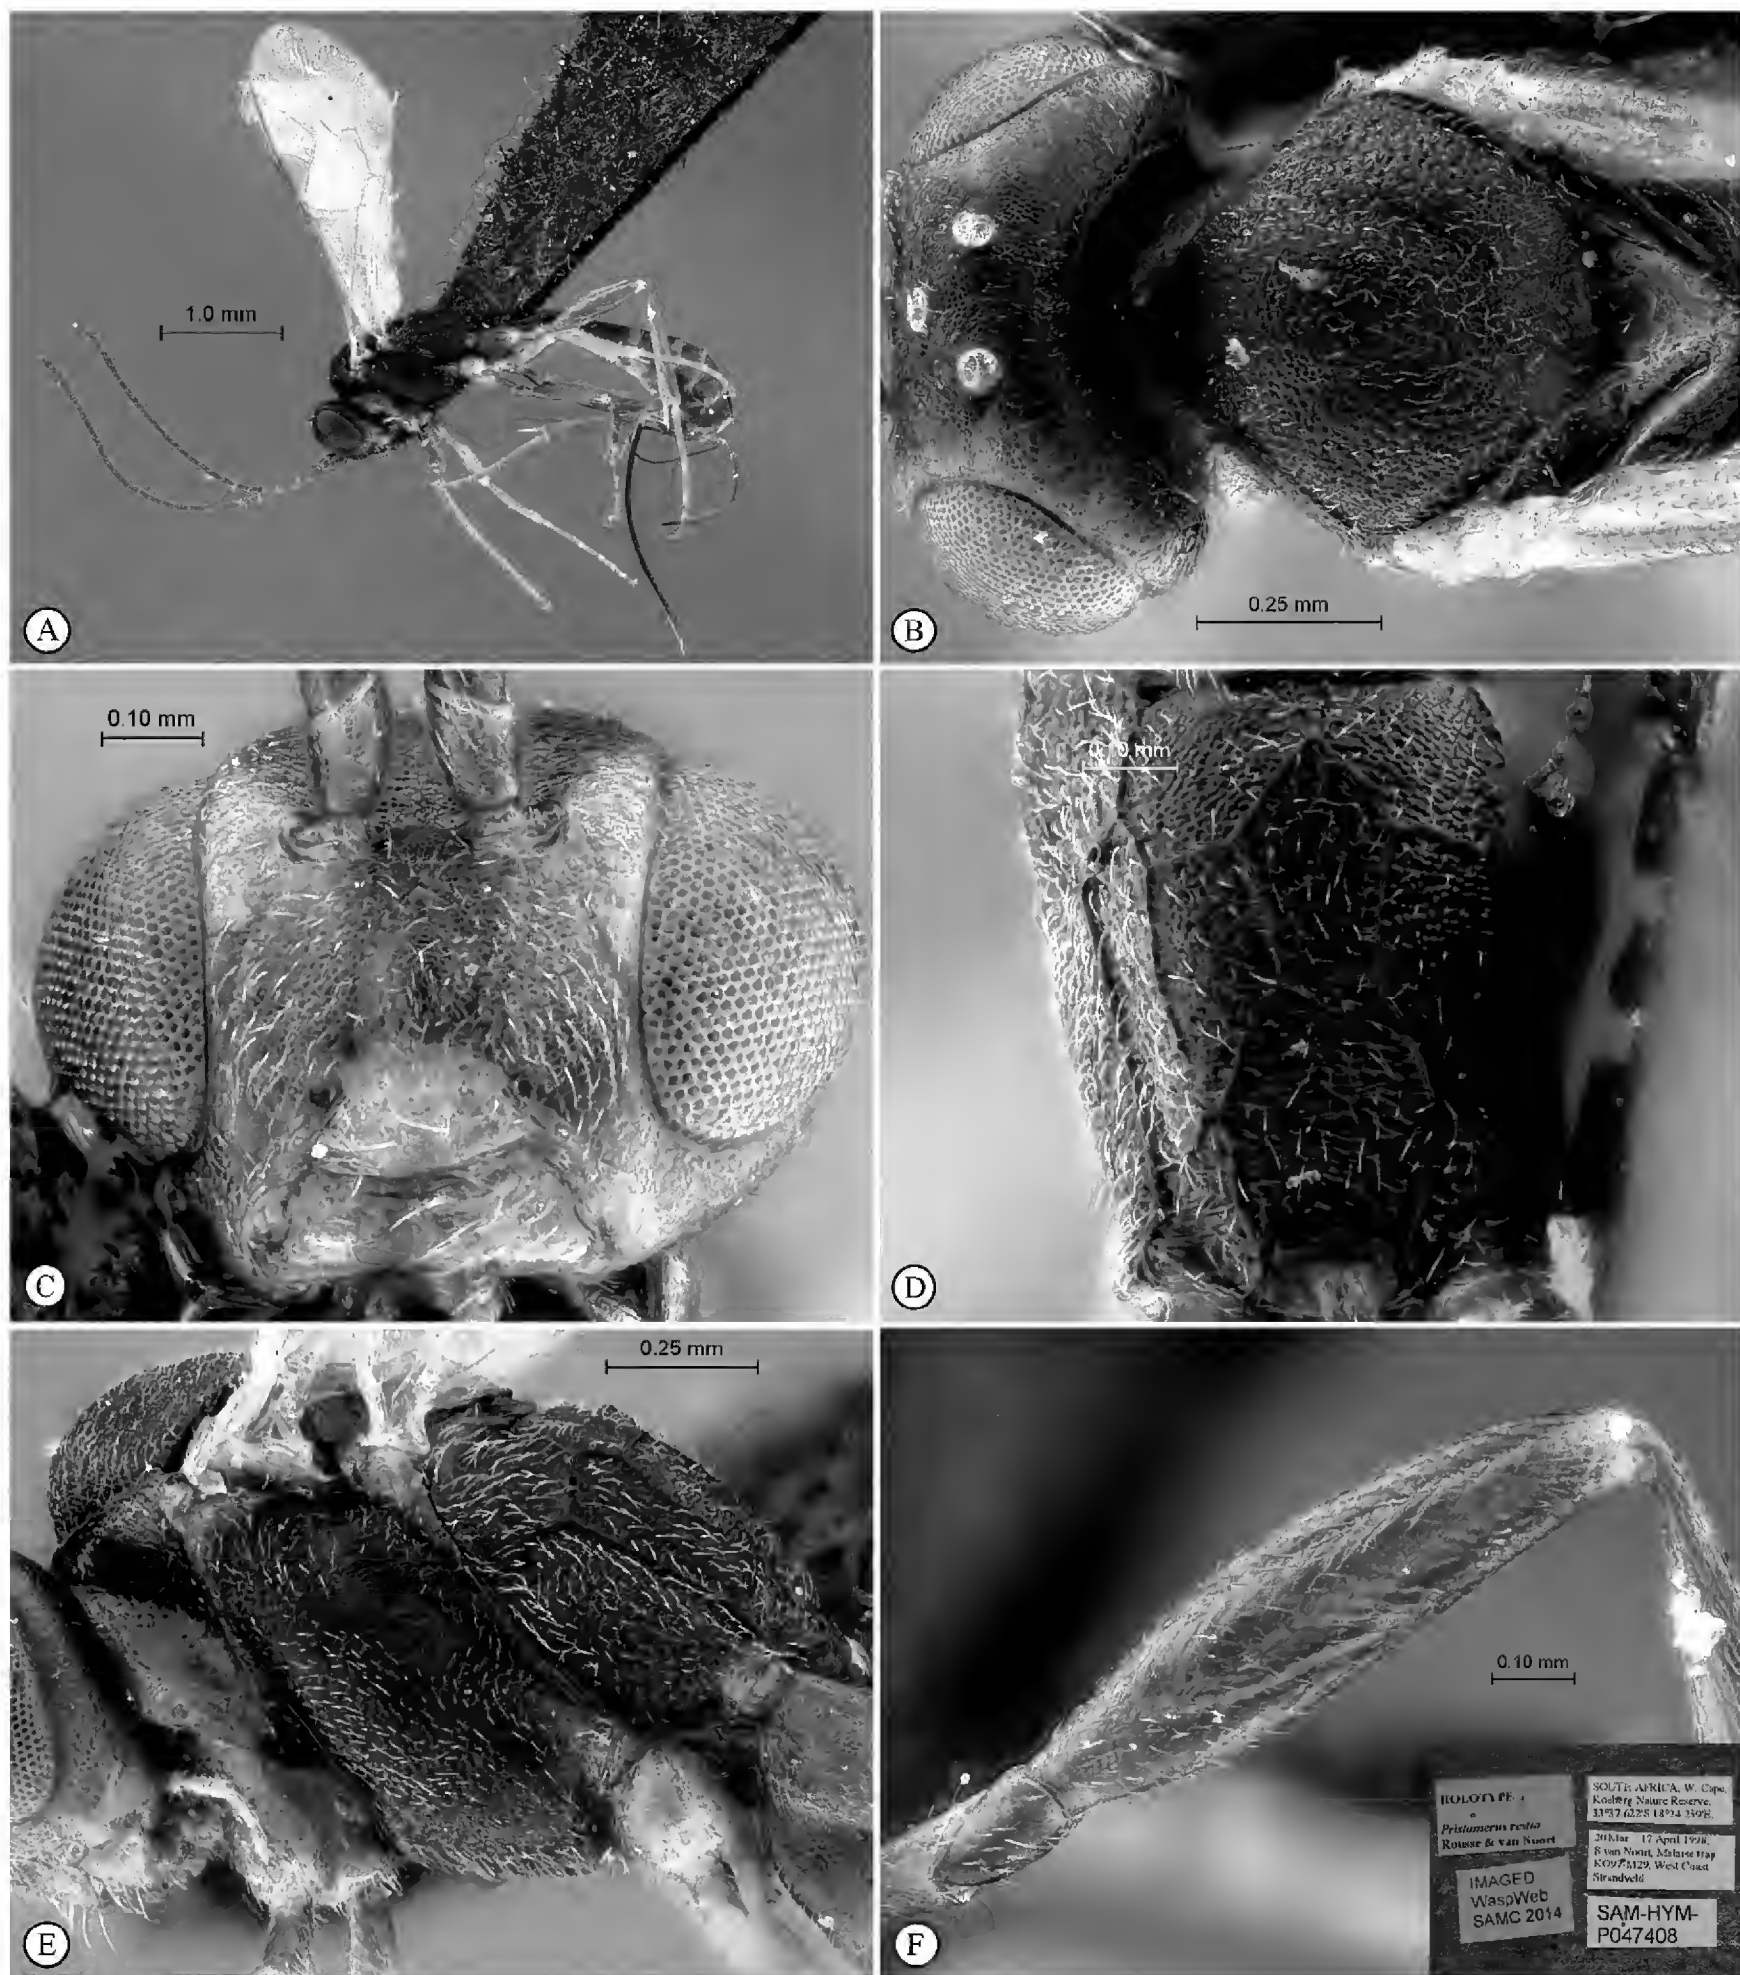 1.0 mm
A
0.25 mm
B
0.10 mm
C
mm
D
0.25 mm
E
0.10 mm
F
HOLOTYPE
Pristomerus
Rousse & van Noort
IMAGED
WaspWeb
SAMC 2014
SOUTH AFRICA, W. Cape,
Nature Reserve,
17 April 1998,
S van Noort, Malaise trap
West Coast
Strandveld
SAM-HYM-
P047408